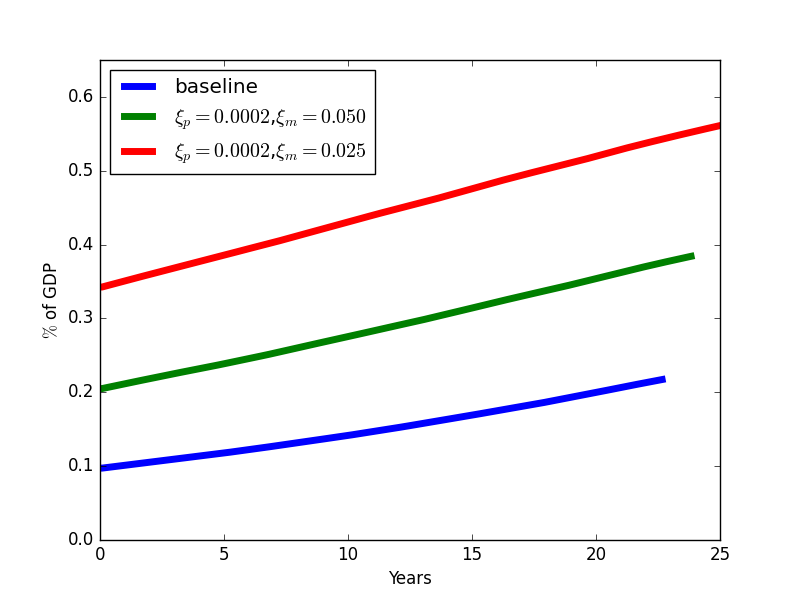 baseline
ξp = 0.0002,ξm = 0.050
ξp = 0.0002,ξm = 0.025
% of GDP
0.6
0.5
0.4
0.3
0.2
0.1
0.0
0 5 10 15 20 25
Years